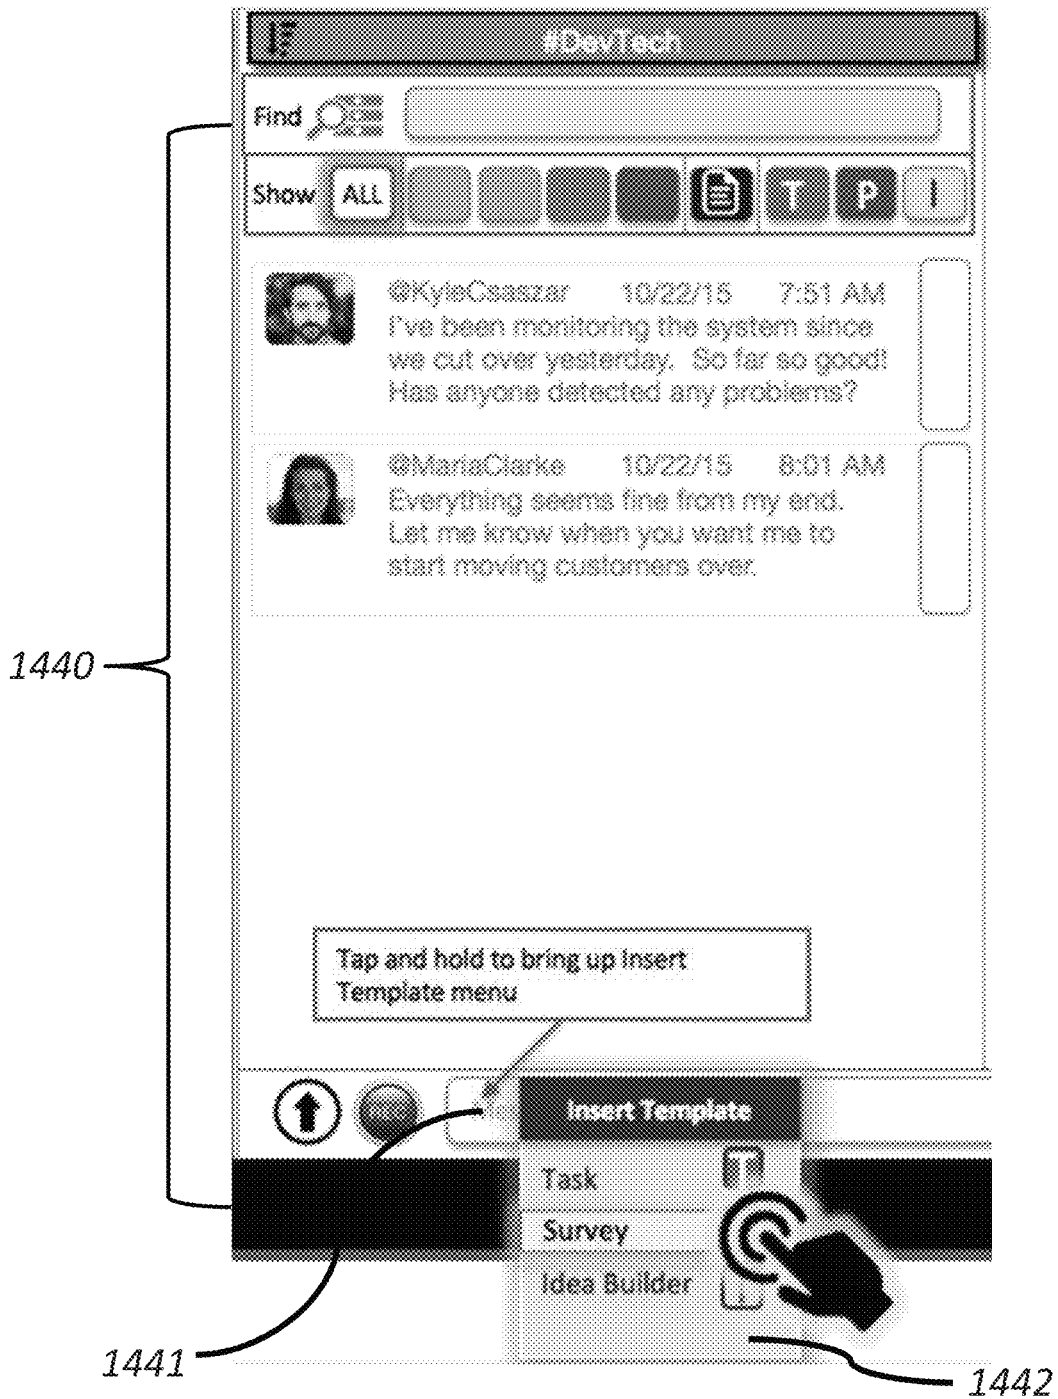 #DevTech
Find
Show ALL T P I
@KyleCsaszar 10/22/15 7:51 AM
I've been monitoring the system since
we cut over yesterday. So far so good!
Has anyone detected any problems?
@MariaClarke 10/22/15 8:01 AM
Everything seems fine from my end.
Let me know when you want me to
start moving customers over.
1440
Tap and hold to bring up Insert
Template menu
Insert Template
Task T
Survey
Idea Builder I
1441
1442